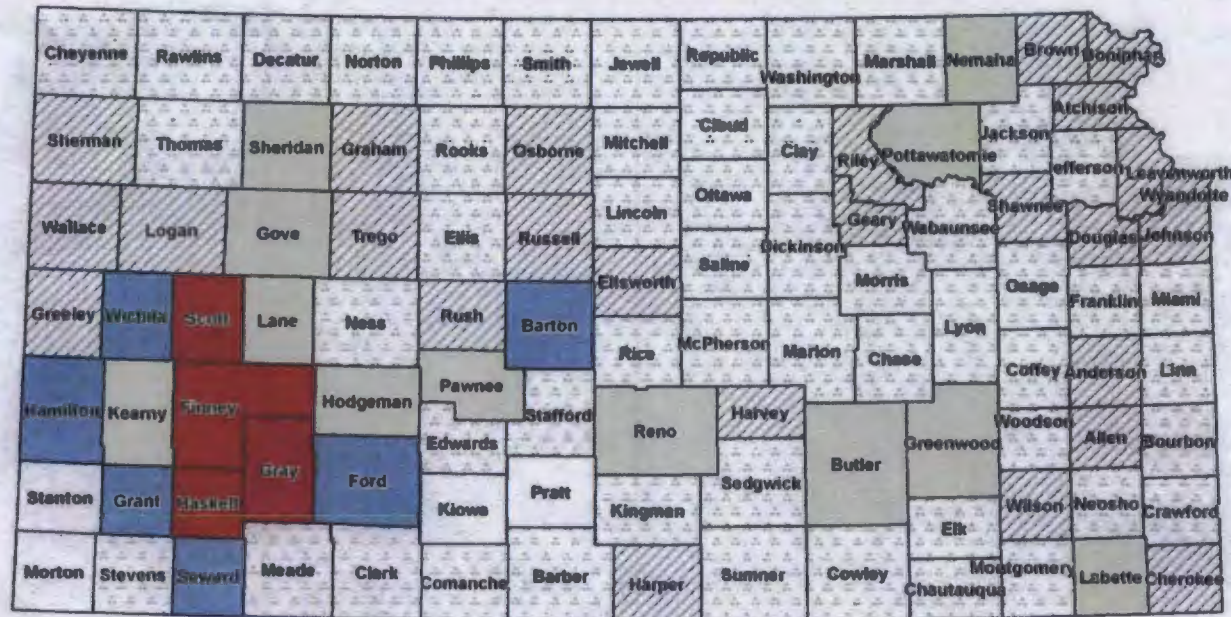 Cheyenne Rawlins Decatur Norton Phillips Smith Jewell Republic Washington Marshall Nemaha Brown Doniphan
Atchison
Sherman Thomas Sheridan Graham Rooks Osborne Mitchell Cloud Clay Riley Pottawatomie Jackson Jefferson Leavenworth
Wyandotte
Wallace Logan Gove Trego Ellis Russell Lincoln Ottawa Dickinson Geary Wabaunsee Shawnee Douglas Johnson
Saline
Greeley Wichita Scott Lane Ness Rush Barton Ellsworth Morris Osage Franklin Miami
Rice McPherson Marion Chase Lyon
Hamilton Kearny Finney Hodgeman Pawnee Stafford Coffey Anderson Linn
Edwards Reno Harvey Butler Greenwood Woodson Allen Bourbon
Stanton Grant Haskell Gray Ford Kiowa Pratt Kingman Sedgwick Elk Wilson Neosho Crawford
Morton Stevens Seward Meade Clark Comanche Barber Harper Sumner Cowley Chautauqua Montgomery Labette Cherokee